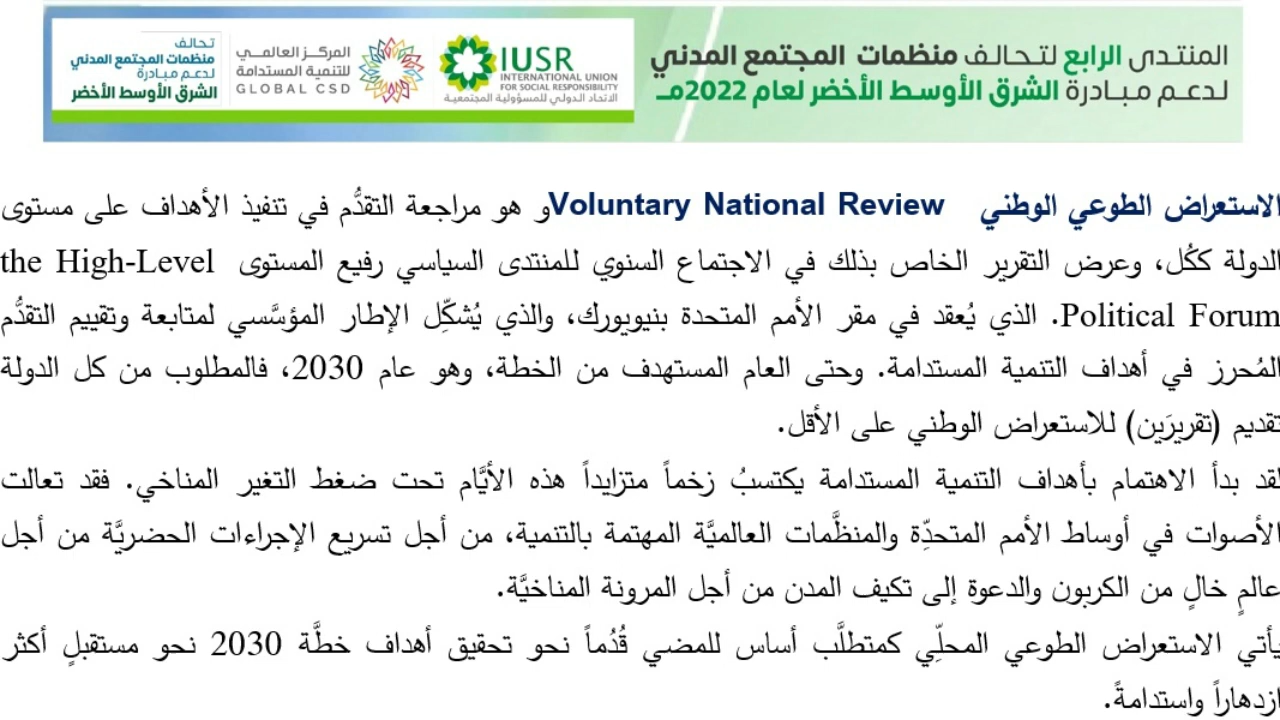 المنتدى الرابع لتحالف منظمات المجتمع المدني
لدعم مبادرة الشرق الأوسط الأخضر لعام 2022مـ
IUSR
INTERNATIONAL UNION
FOR SOCIAL RESPONSIBILITY
الاتحاد الدولي للمسؤولية المجتمعية
المركز العالمي
للتنمية المستدامة
GLOBAL CSD
تحالف
منظمات المجتمع المدني
لدعم مبادرة
الشرق الأوسط الأخضر
الاستعراض الطوعي الوطني Voluntary National Reviewو هو مراجعة التقدُّم في تنفيذ الأهداف على مستوى
الدولة ككُل، وعرض التقرير الخاص بذلك في الاجتماع السنوي للمنتدى السياسي رفيع المستوى the High-Level
Political Forum. الذي يُعقد في مقر الأمم المتحدة بنيويورك، والذي يُشكِّل الإطار المؤسَّسي لمتابعة وتقييم التقدُّم
المُحرز في أهداف التنمية المستدامة. وحتى العام المستهدف من الخطة، وهو عام 2030، فالمطلوب من كل الدولة
تقديم (تقريرَين) للاستعراض الوطني على الأقل.
لقد بدأ الاهتمام بأهداف التنمية المستدامة يكتسبُ زخماً متزايداً هذه الأيَّام تحت ضغط التغير المناخي. فقد تعالت
الأصوات في أوساط الأمم المتحدِّة والمنظَّمات العالميَّة المهتمة بالتنمية، من أجل تسريع الإجراءات الحضريَّة من أجل
عالمٍ خالٍ من الكربون والدعوة إلى تكيف المدن من أجل المرونة المناخيَّة.
يأتي الاستعراض الطوعي المحلِّي كمتطلَّب أساس للمضي قُدُماً نحو تحقيق أهداف خطَّة 2030 نحو مستقبلٍ أكثر
ازدهاراً واستدامةً.